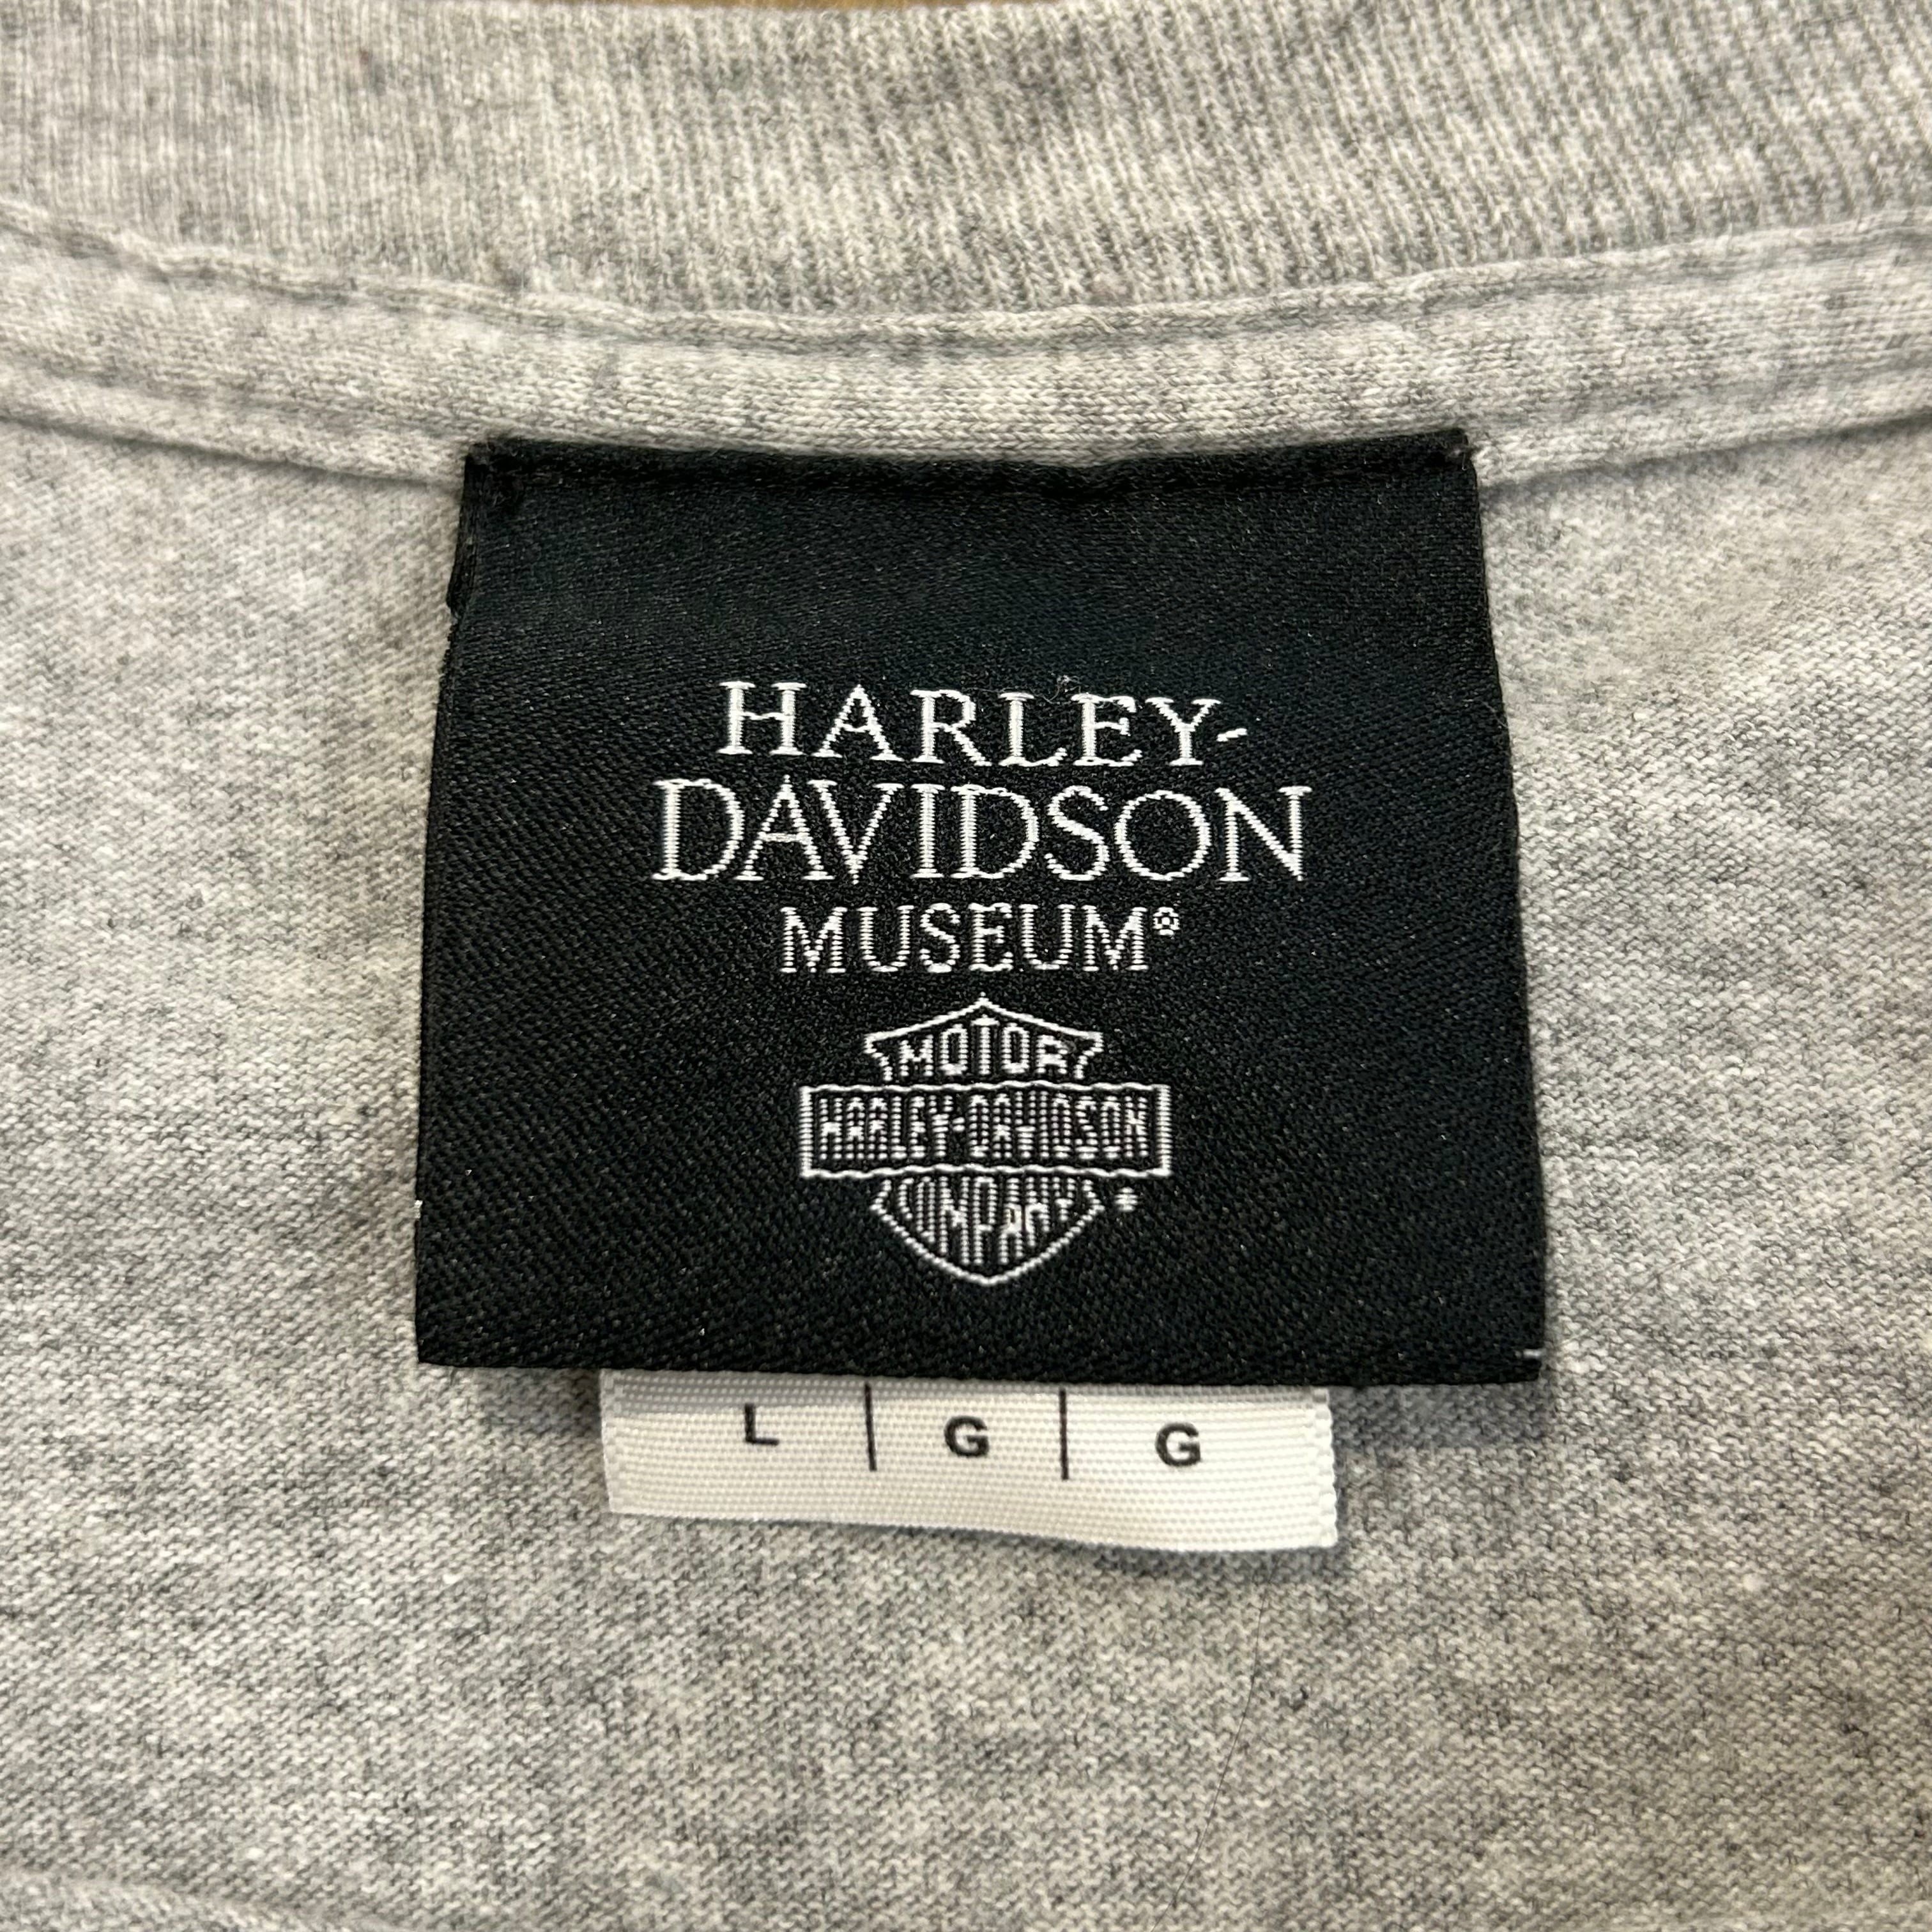 HARLEY-
DAVIDSON
MUSEUM®
MOTOR
HARLEY-DAVIDSON
COMPANY®
L | G | G